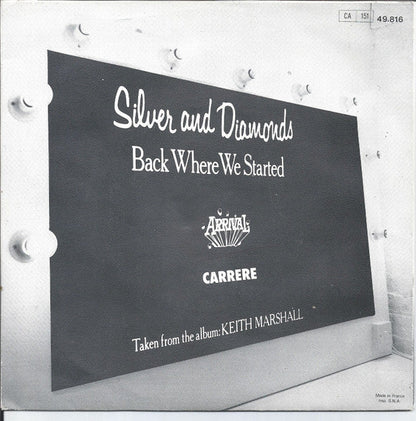 CA 151 49.816
Silver and Diamonds
Back Where We Started
ARRIVAL
CARRERE
Taken from the album: KEITH MARSHALL
Made in France
Imp. G.N.A.